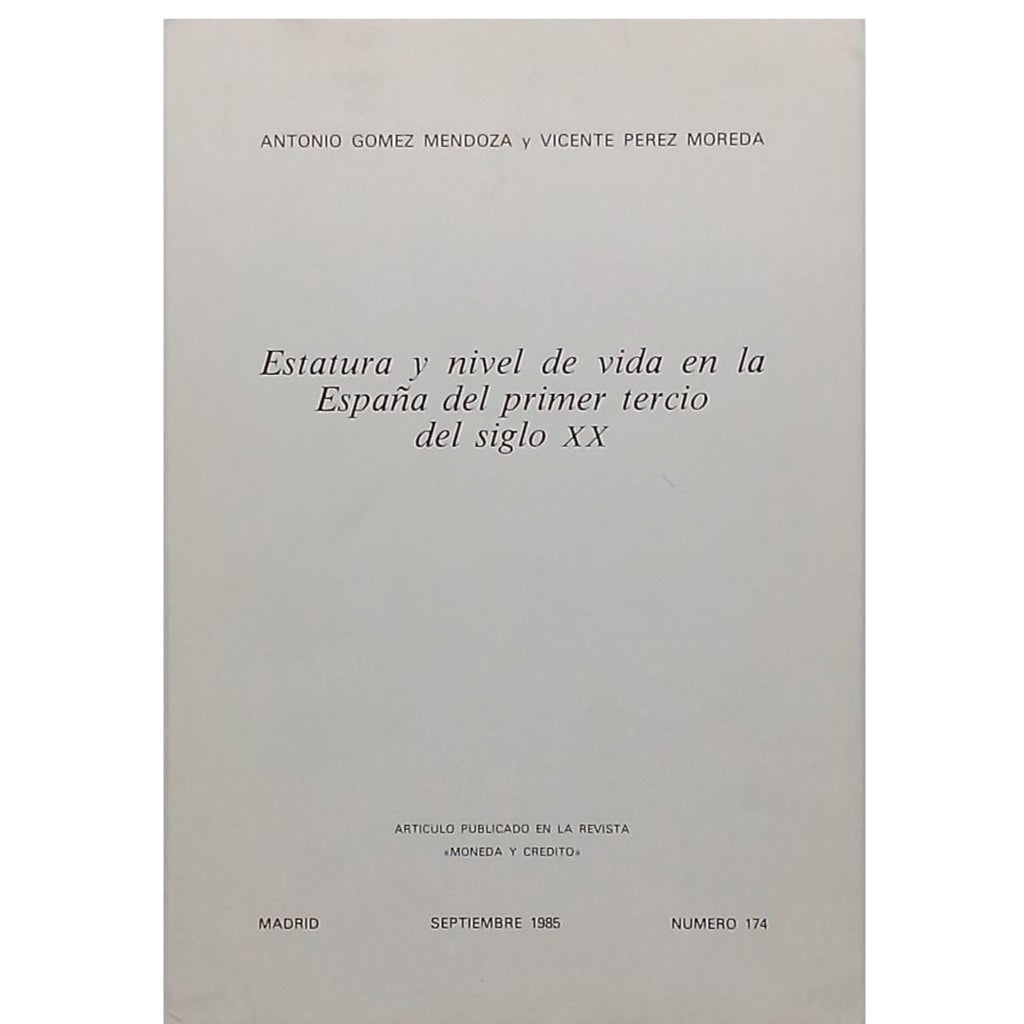 ANTONIO GOMEZ MENDOZA y VICENTE PEREZ MOREDA
Estatura y nivel de vida en la
España del primer tercio
del siglo XX
ARTICULO PUBLICADO EN LA REVISTA
«MONEDA Y CREDITO»
MADRID SEPTIEMBRE 1985 NUMERO 174